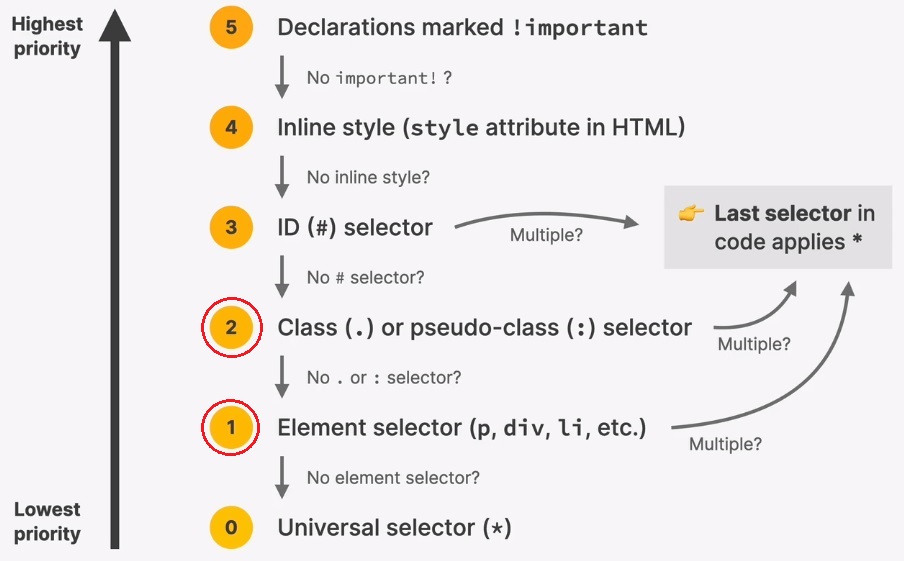 Highest
priority
5 Declarations marked !important
No important! ?
4 Inline style (style attribute in HTML)
No inline style?
3 ID (#) selector
Multiple?
👉 Last selector in
code applies *
No # selector?
2 Class (.) or pseudo-class (:) selector
Multiple?
No . or : selector?
1 Element selector (p, div, li, etc.)
Multiple?
No element selector?
Lowest
priority
0 Universal selector (*)